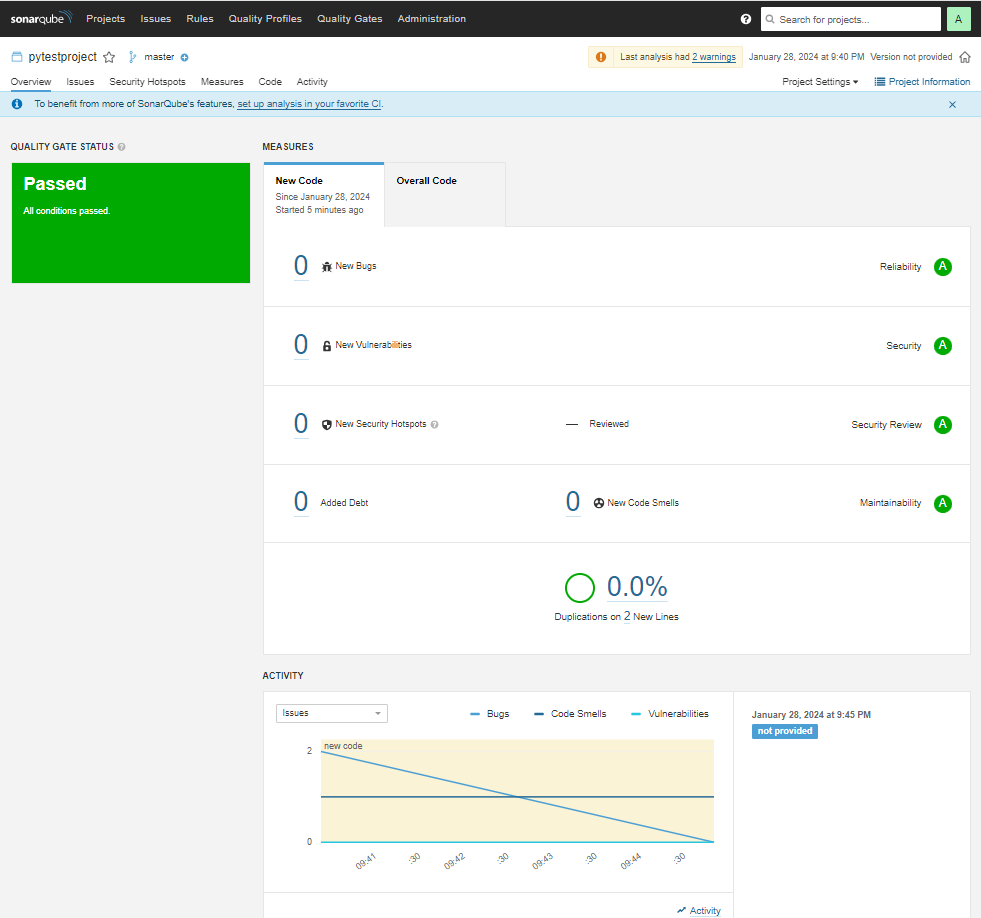 sonarqube Projects Issues Rules Quality Profiles Quality Gates Administration ? Search for projects... A
pytestproject master Last analysis had 2 warnings January 28, 2024 at 9:40 PM Version not provided
Overview Issues Security Hotspots Measures Code Activity Project Settings Project Information
To benefit from more of SonarQube's features, set up analysis in your favorite CI.
QUALITY GATE STATUS ?
Passed
All conditions passed.
MEASURES
New Code
Since January 28, 2024
Started 5 minutes ago
Overall Code
0 New Bugs Reliability A
0 New Vulnerabilities Security A
0 New Security Hotspots ? — Reviewed Security Review A
0 Added Debt 0 New Code Smells Maintainability A
0.0%
Duplications on 2 New Lines
ACTIVITY
Issues Bugs Code Smells Vulnerabilities
new code
2
0
09:41 :30 09:42 :30 09:43 :30 09:44 :30
Activity
January 28, 2024 at 9:45 PM
not provided